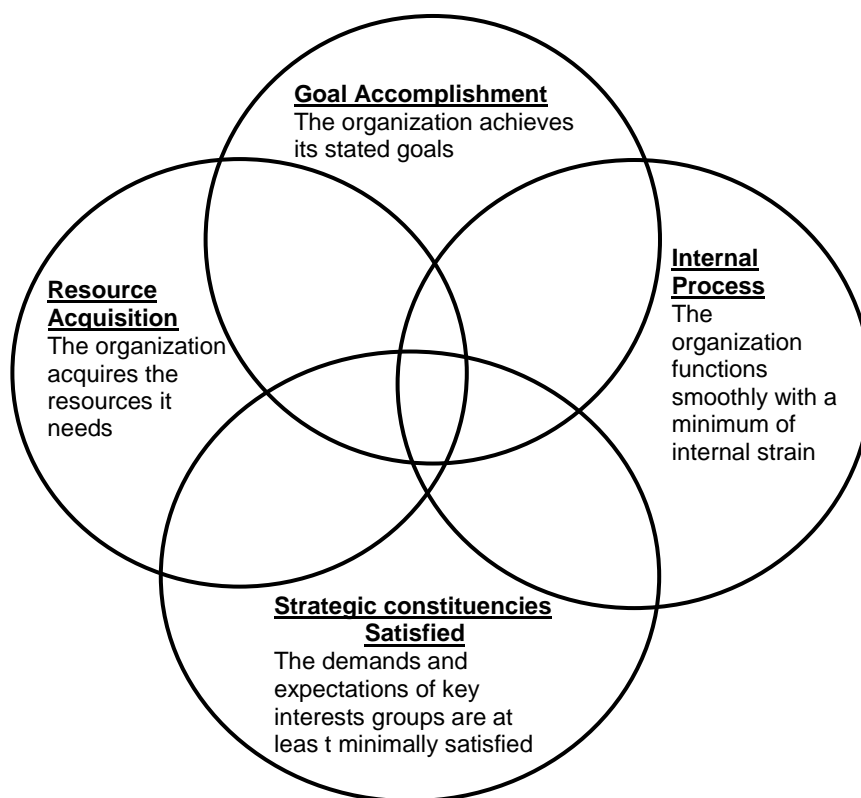 Goal Accomplishment
The organization achieves
its stated goals
Resource
Acquisition
The organization
acquires the
resources it
needs
Internal
Process
The
organization
functions
smoothly with a
minimum of
internal strain
Strategic constituencies
Satisfied
The demands and
expectations of key
interests groups are at
leas t minimally satisfied